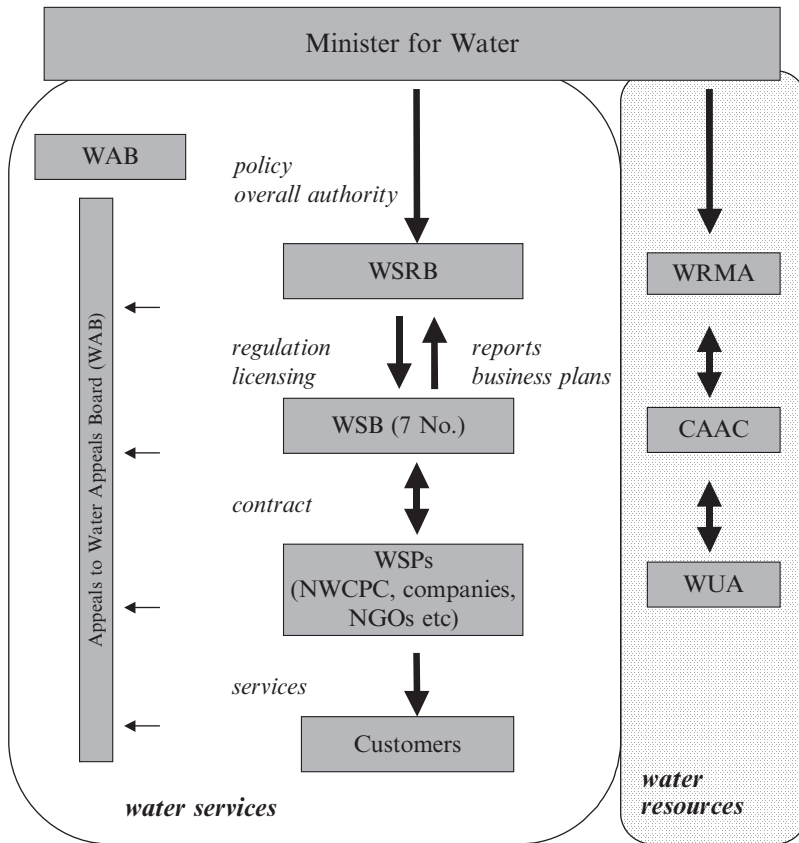 Minister for Water
WAB
policy
overall authority
WSRB
WRMA
Appeals to Water Appeals Board (WAB)
regulation
licensing
reports
business plans
WSB (7 No.)
CAAC
contract
WSPs
(NWCPC, companies,
NGOs etc)
WUA
services
Customers
water services
water
resources